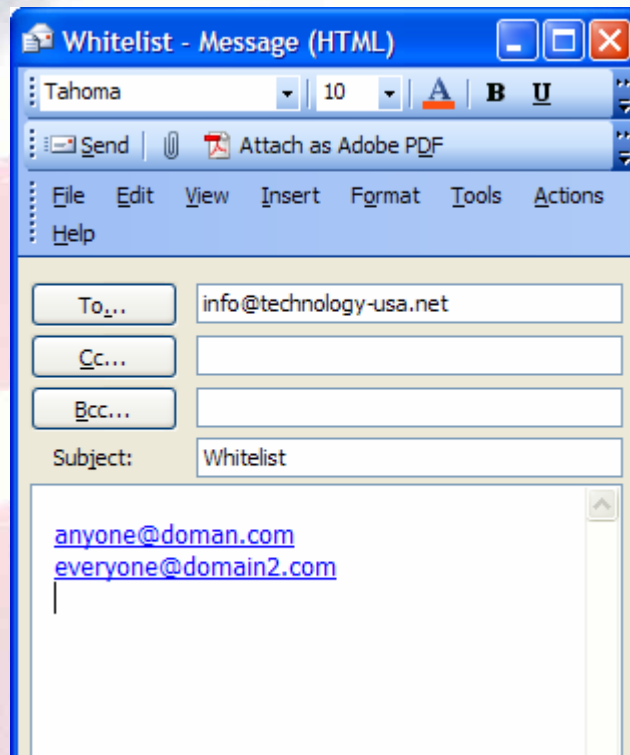 Whitelist - Message (HTML)
Tahoma 10 A B U
Send Attach as Adobe PDF
File Edit View Insert Format Tools Actions
Help
To... info@technology-usa.net
Cc...
Bcc...
Subject: Whitelist
anyone@doman.com
everyone@domain2.com